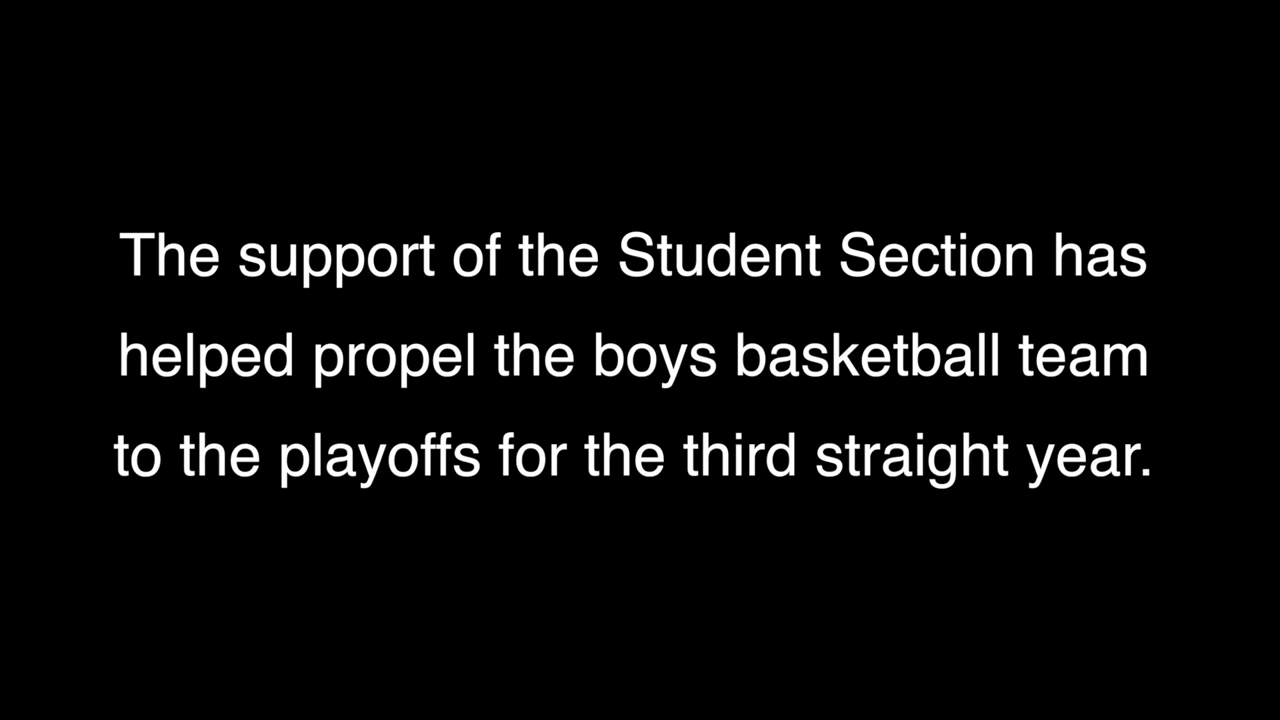 The support of the Student Section has
helped propel the boys basketball team
to the playoffs for the third straight year.